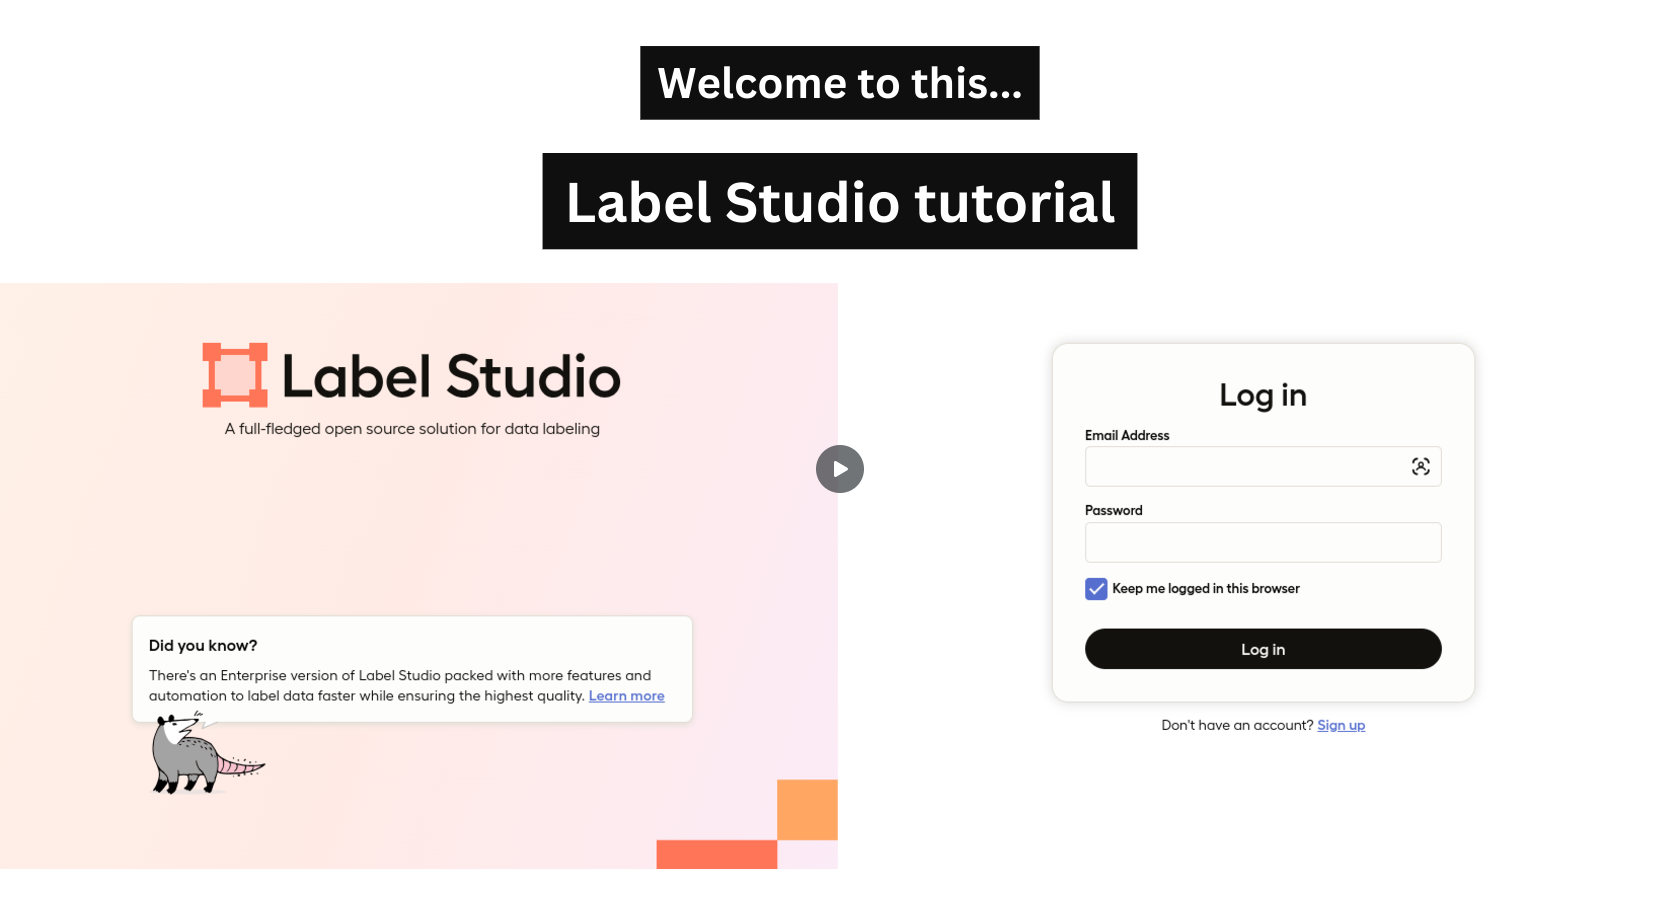 Welcome to this...
Label Studio tutorial
Label Studio
A full-fledged open source solution for data labeling
Did you know?
There's an Enterprise version of Label Studio packed with more features and
automation to label data faster while ensuring the highest quality. Learn more
Log in
Email Address
Password
Keep me logged in this browser
Log in
Don't have an account? Sign up